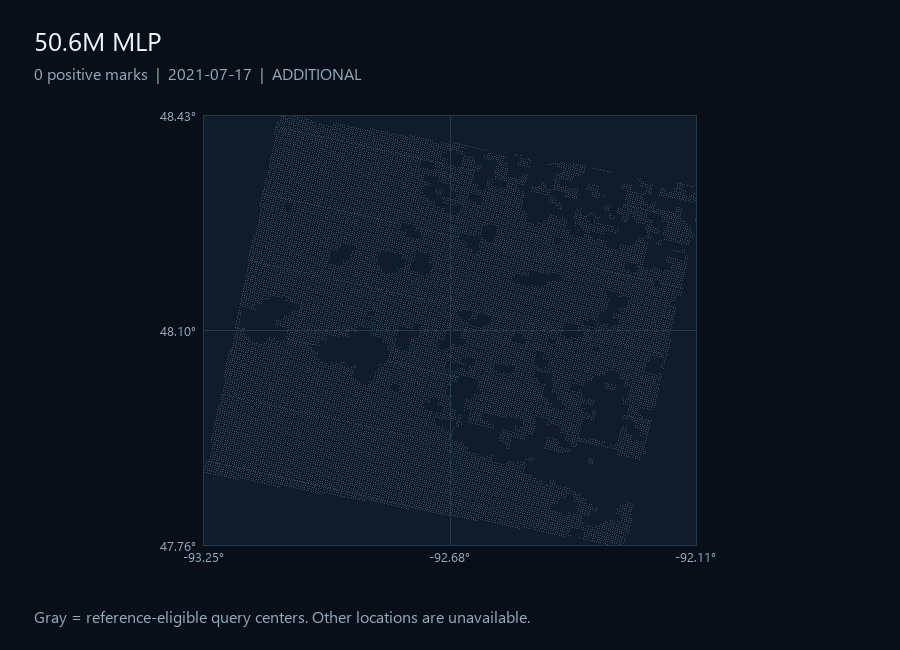 50.6M MLP
0 positive marks | 2021-07-17 | ADDITIONAL
48.43°
48.10°
47.76°
-93.25°
-92.68°
-92.11°
Gray = reference-eligible query centers. Other locations are unavailable.